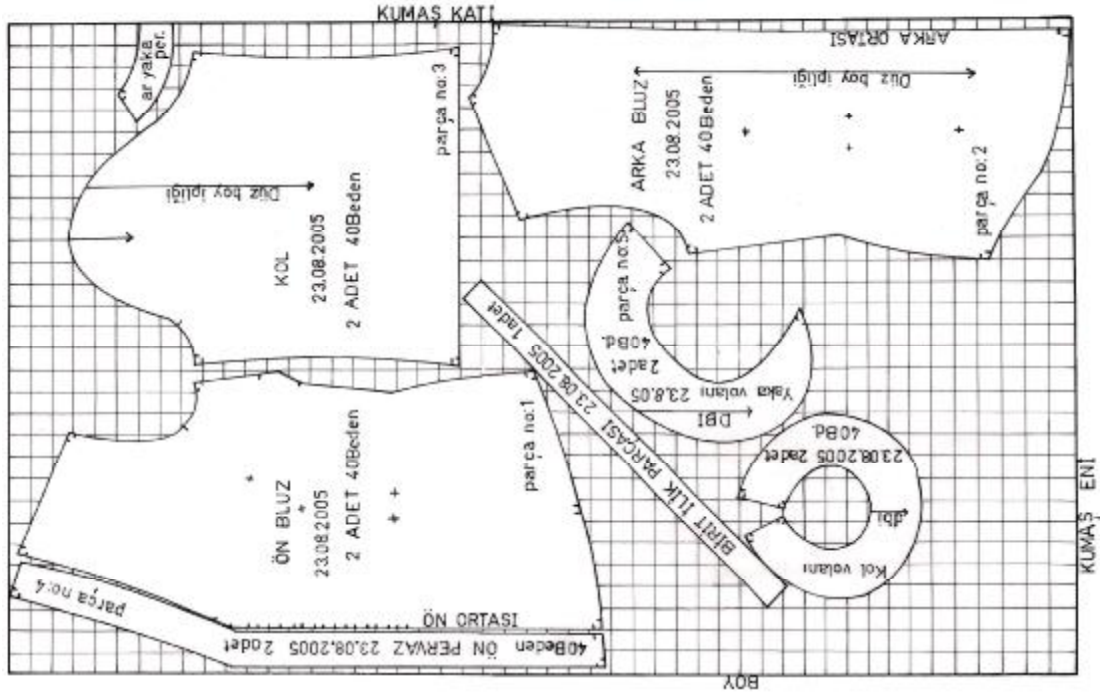 KUMAŞ KATI
ar yaka
per.
parça no:3
Düz boy ipliği
KOL
23.08.2005
2 ADET 40Beden
ARKA ORTASI
Düz boy ipliği
ARKA BLUZ
23.08.2005
2 ADET 40Beden
parça no:2
parça no:5
40Bd.
2adet
Yaka volanı 23.8.05
DBI
BİRİT İLİK PARÇASI 23.08.2005 1adet
40Bd.
23.08.2005 2adet
dbi
Kol volanı
parça no:1
ÖN BLUZ
23.08.2005
2 ADET 40Beden
ÖN ORTASI
parça no:4
40Beden ÖN PERVAZ 23.08.2005 2adet
KUMAŞ ENİ
BOY